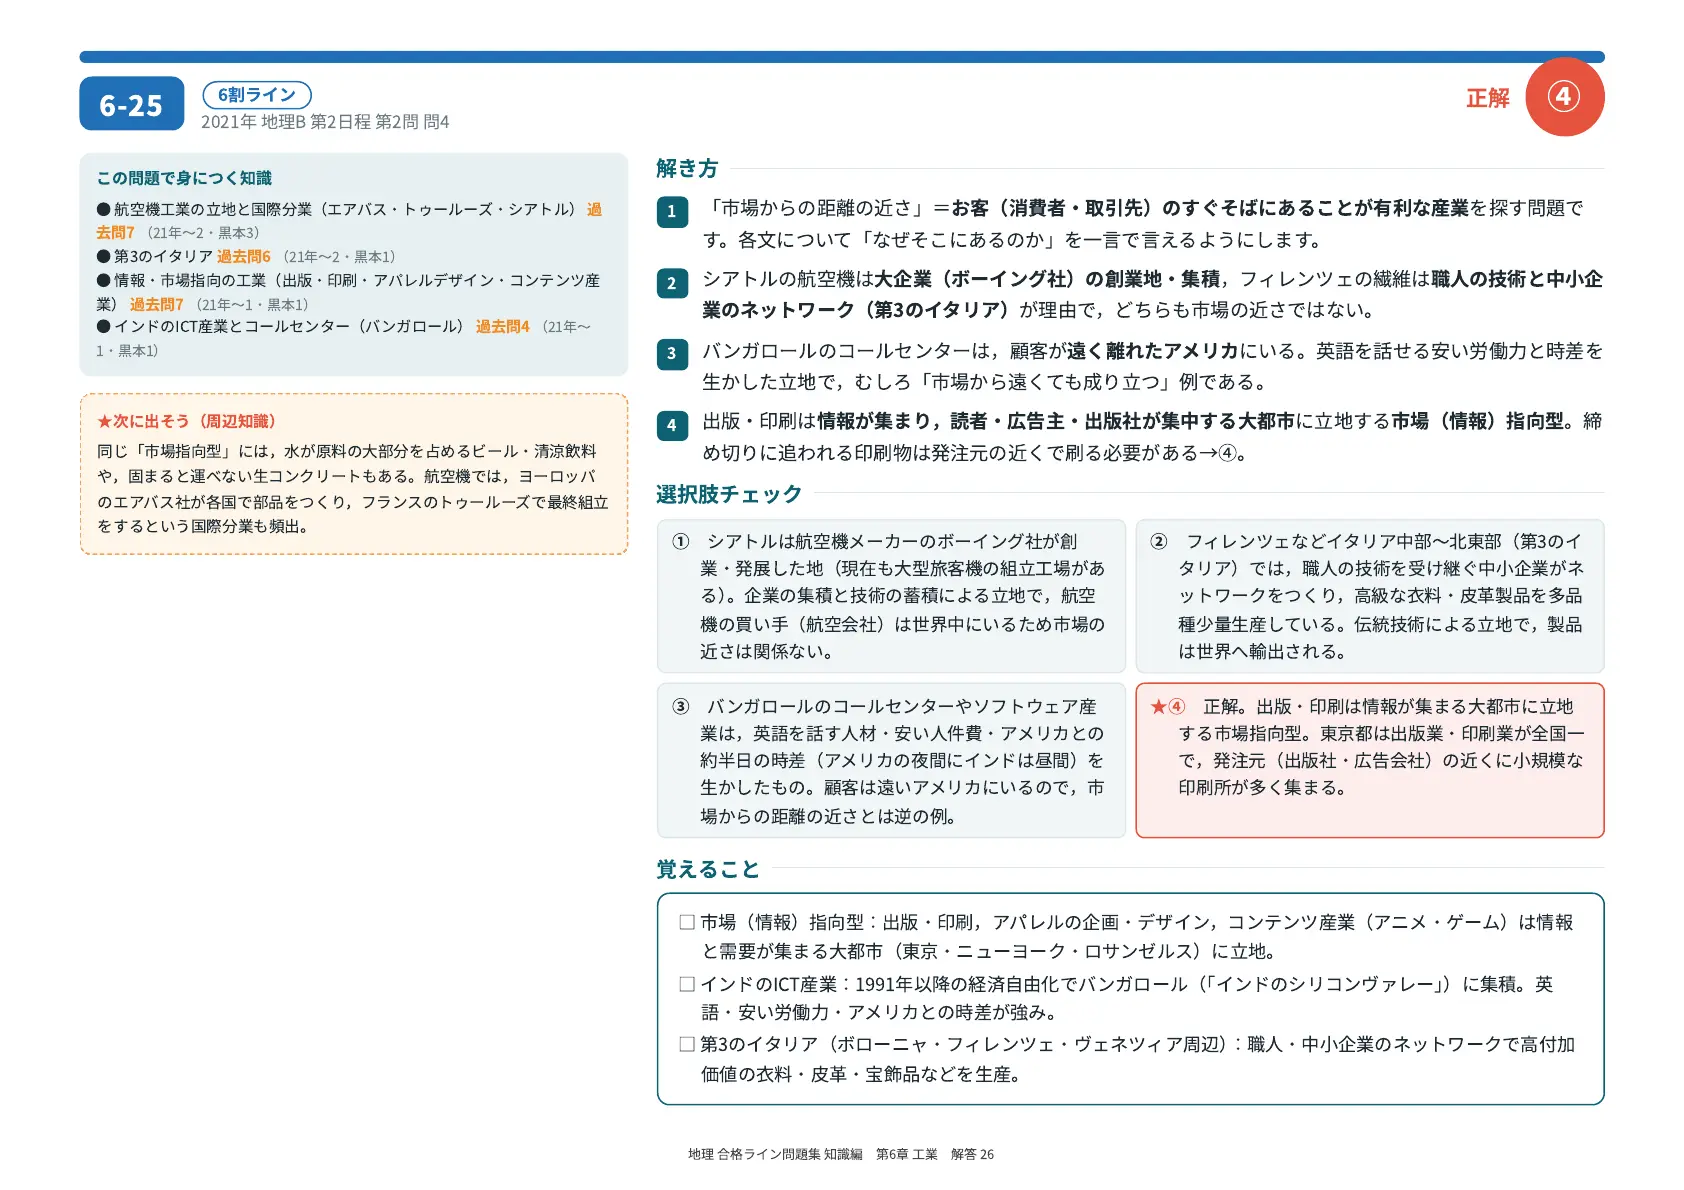 6-25
6割ライン
2021年 地理B 第2日程 第2問 問4
正解 ④
この問題で身につく知識
●航空機工業の立地と国際分業（エアバス・トゥールーズ・シアトル） 過
去問7 （21年～2・黒本3）
●第3のイタリア 過去問6 （21年～2・黒本1）
●情報・市場指向の工業（出版・印刷・アパレルデザイン・コンテンツ産
業） 過去問7 （21年～1・黒本1）
●インドのICT産業とコールセンター（バンガロール） 過去問4 （21年～
1・黒本1）
★次に出そう（周辺知識）
同じ「市場指向型」には，水が原料の大部分を占めるビール・清涼飲料
や，固まると運べない生コンクリートもある。航空機では，ヨーロッパ
のエアバス社が各国で部品をつくり，フランスのトゥールーズで最終組立
をするという国際分業も頻出。
解き方
1 「市場からの距離の近さ」＝お客（消費者・取引先）のすぐそばにあることが有利な産業を探す問題で
す。各文について「なぜそこにあるのか」を一言で言えるようにします。
2 シアトルの航空機は大企業（ボーイング社）の創業地・集積，フィレンツェの繊維は職人の技術と中小企
業のネットワーク（第3のイタリア）が理由で，どちらも市場の近さではない。
3 バンガロールのコールセンターは，顧客が遠く離れたアメリカにいる。英語を話せる安い労働力と時差を
生かした立地で，むしろ「市場から遠くても成り立つ」例である。
4 出版・印刷は情報が集まり，読者・広告主・出版社が集中する大都市に立地する市場（情報）指向型。締
め切りに追われる印刷物は発注元の近くで刷る必要がある→④。
選択肢チェック
① シアトルは航空機メーカーのボーイング社が創
業・発展した地（現在も大型旅客機の組立工場があ
る）。企業の集積と技術の蓄積による立地で，航空
機の買い手（航空会社）は世界中にいるため市場の
近さは関係ない。
② フィレンツェなどイタリア中部～北東部（第3のイ
タリア）では，職人の技術を受け継ぐ中小企業がネ
ットワークをつくり，高級な衣料・皮革製品を多品
種少量生産している。伝統技術による立地で，製品
は世界へ輸出される。
③ バンガロールのコールセンターやソフトウェア産
業は，英語を話す人材・安い人件費・アメリカとの
約半日の時差（アメリカの夜間にインドは昼間）を
生かしたもの。顧客は遠いアメリカにいるので，市
場からの距離の近さとは逆の例。
★④ 正解。出版・印刷は情報が集まる大都市に立地
する市場指向型。東京都は出版業・印刷業が全国一
で，発注元（出版社・広告会社）の近くに小規模な
印刷所が多く集まる。
覚えること
□ 市場（情報）指向型：出版・印刷，アパレルの企画・デザイン，コンテンツ産業（アニメ・ゲーム）は情報
と需要が集まる大都市（東京・ニューヨーク・ロサンゼルス）に立地。
□ インドのICT産業：1991年以降の経済自由化でバンガロール（「インドのシリコンヴァレー」）に集積。英
語・安い労働力・アメリカとの時差が強み。
□ 第3のイタリア（ボローニャ・フィレンツェ・ヴェネツィア周辺）：職人・中小企業のネットワークで高付加
価値の衣料・皮革・宝飾品などを生産。
地理 合格ライン問題集 知識編 第6章 工業 解答 26